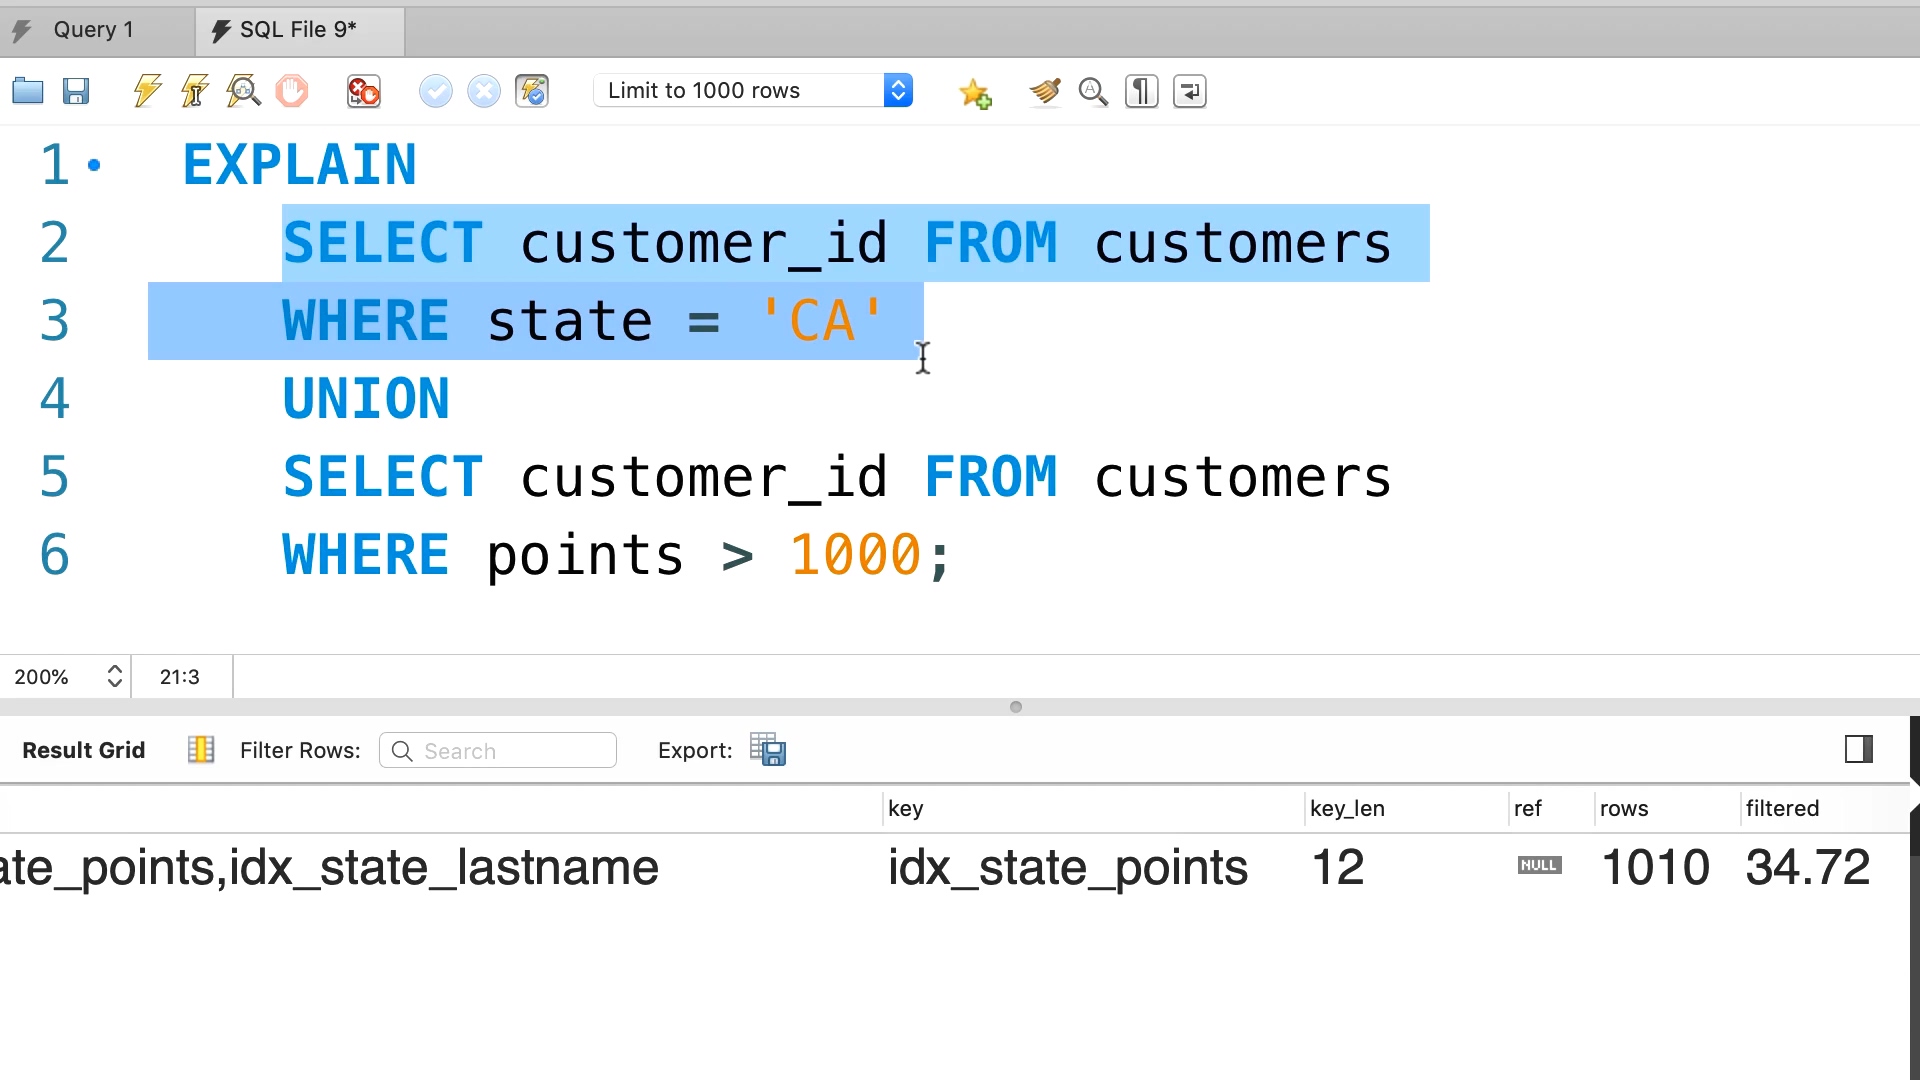 Query 1
SQL File 9*
Limit to 1000 rows
1 EXPLAIN
2 SELECT customer_id FROM customers
3 WHERE state = 'CA'
4 UNION
5 SELECT customer_id FROM customers
6 WHERE points > 1000;
200% 21:3
Result Grid Filter Rows: Search Export:
key key_len ref rows filtered
ate_points,idx_state_lastname idx_state_points 12 NULL 1010 34.72